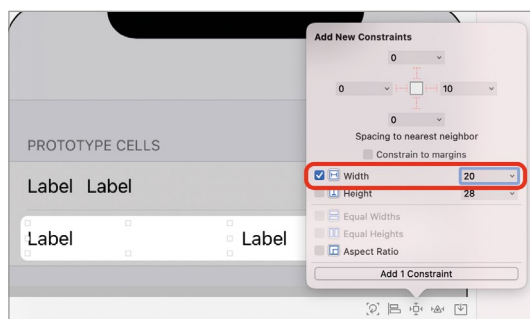 Add New Constraints
0
0
10
0
Spacing to nearest neighbor
Constrain to margins
PROTOTYPE CELLS
Label Label
Label Label
Width 20
Height 28
Equal Widths
Equal Heights
Aspect Ratio
Add 1 Constraint